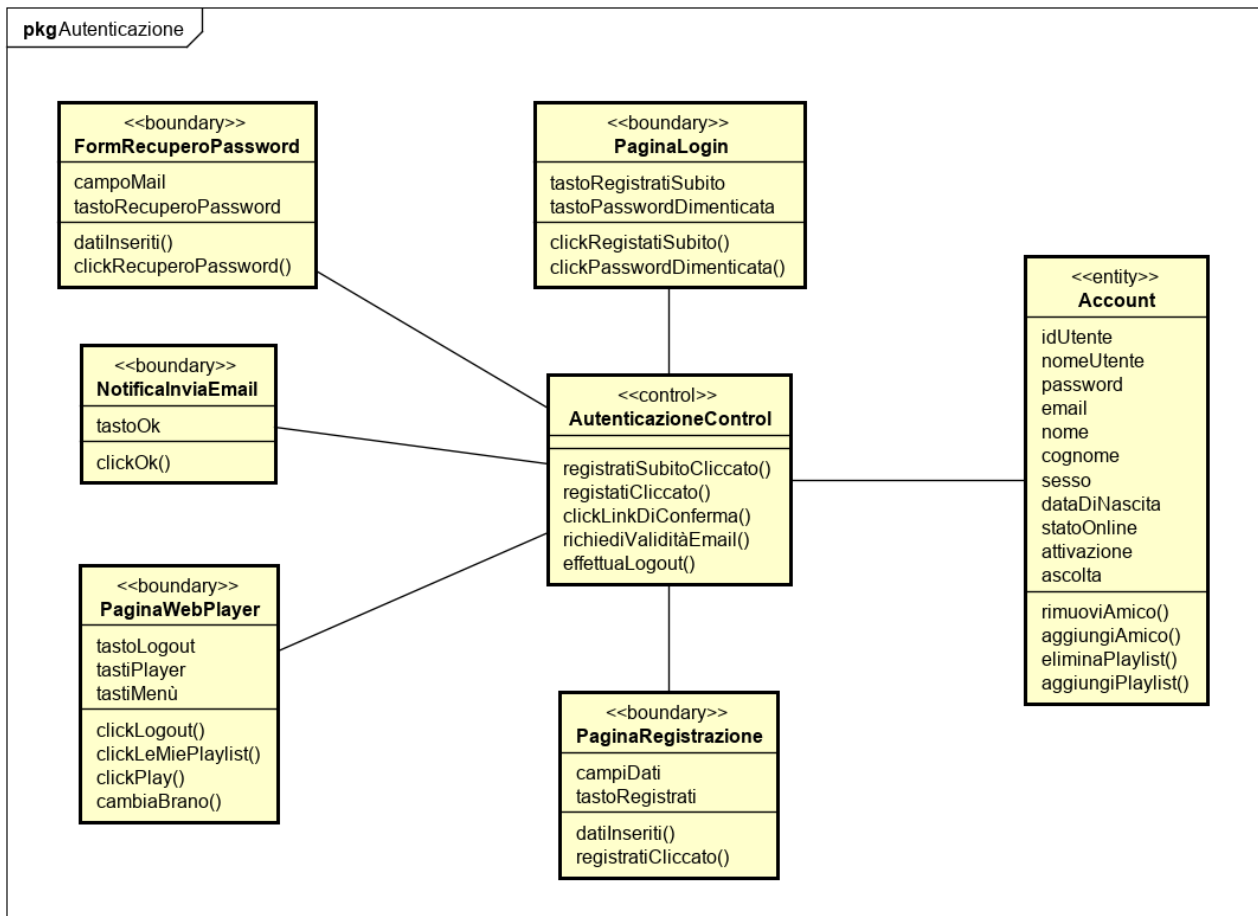 pkg Autenticazione
<<boundary>>
FormRecuperoPassword
campoMail
tastoRecuperoPassword
datiInseriti()
clickRecuperoPassword()
<<boundary>>
PaginaLogin
tastoRegistratiSubito
tastoPasswordDimenticata
clickRegistatiSubito()
clickPasswordDimenticata()
<<entity>>
Account
idUtente
nomeUtente
password
email
nome
cognome
sesso
dataDiNascita
statoOnline
attivazione
ascolta
rimuoviAmico()
aggiungiAmico()
eliminaPlaylist()
aggiungiPlaylist()
<<boundary>>
NotificaInviaEmail
tastoOk
clickOk()
<<control>>
AutenticazioneControl
registratiSubitoCliccato()
registatiCliccato()
clickLinkDiConferma()
richiediValiditàEmail()
effettuaLogout()
<<boundary>>
PaginaWebPlayer
tastoLogout
tastiPlayer
tastiMenù
clickLogout()
clickLeMiePlaylist()
clickPlay()
cambiaBrano()
<<boundary>>
PaginaRegistrazione
campiDati
tastoRegistrati
datiInseriti()
registratiCliccato()